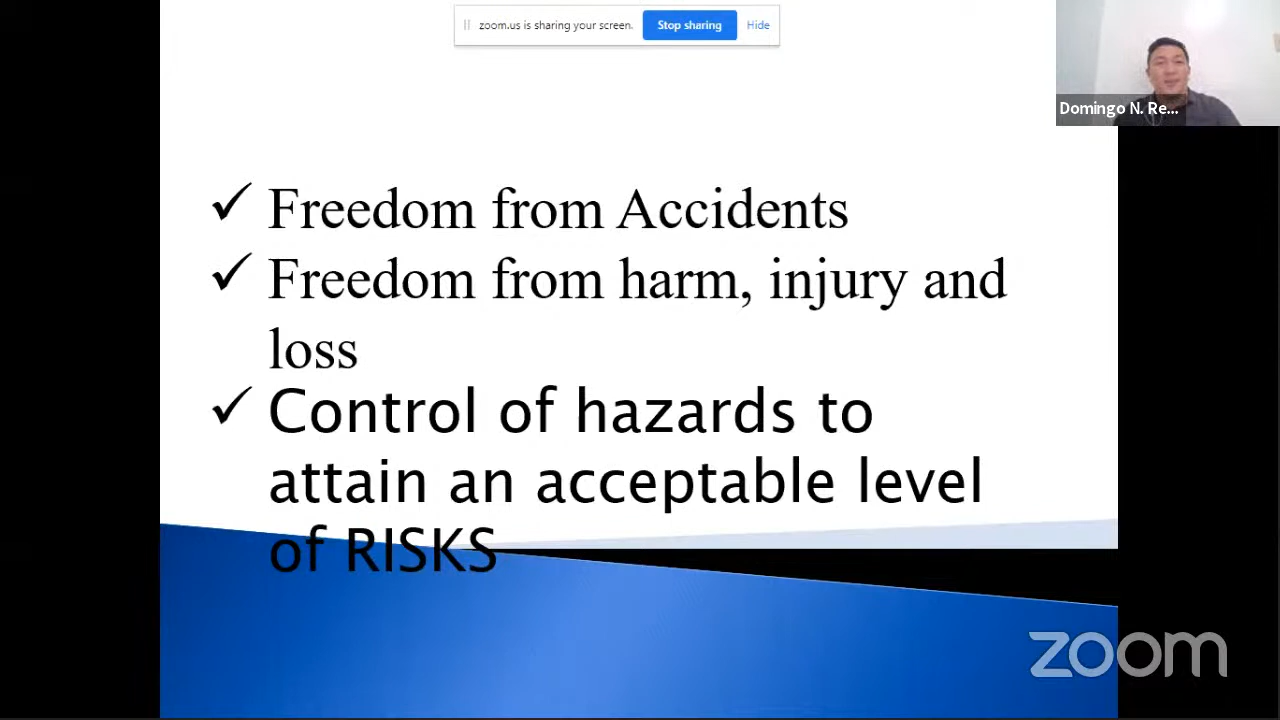 zoom.us is sharing your screen. Stop sharing Hide
Domingo N. Re...
✓ Freedom from Accidents
✓ Freedom from harm, injury and
loss
✓ Control of hazards to
attain an acceptable level
of RISKS
zoom